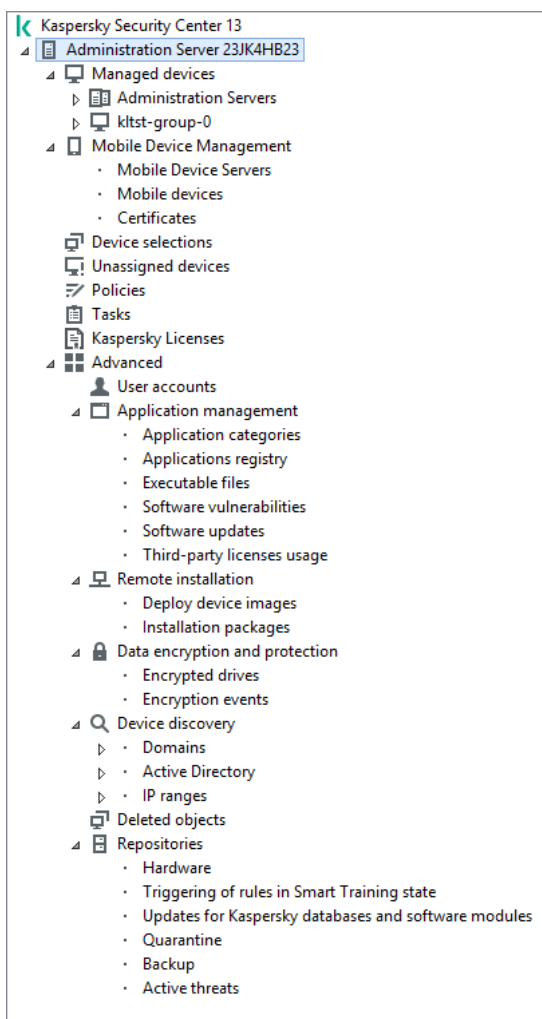 Kaspersky Security Center 13
Administration Server 23JK4HB23
Managed devices
Administration Servers
kltst-group-0
Mobile Device Management
Mobile Device Servers
Mobile devices
Certificates
Device selections
Unassigned devices
Policies
Tasks
Kaspersky Licenses
Advanced
User accounts
Application management
Application categories
Applications registry
Executable files
Software vulnerabilities
Software updates
Third-party licenses usage
Remote installation
Deploy device images
Installation packages
Data encryption and protection
Encrypted drives
Encryption events
Device discovery
Domains
Active Directory
IP ranges
Deleted objects
Repositories
Hardware
Triggering of rules in Smart Training state
Updates for Kaspersky databases and software modules
Quarantine
Backup
Active threats